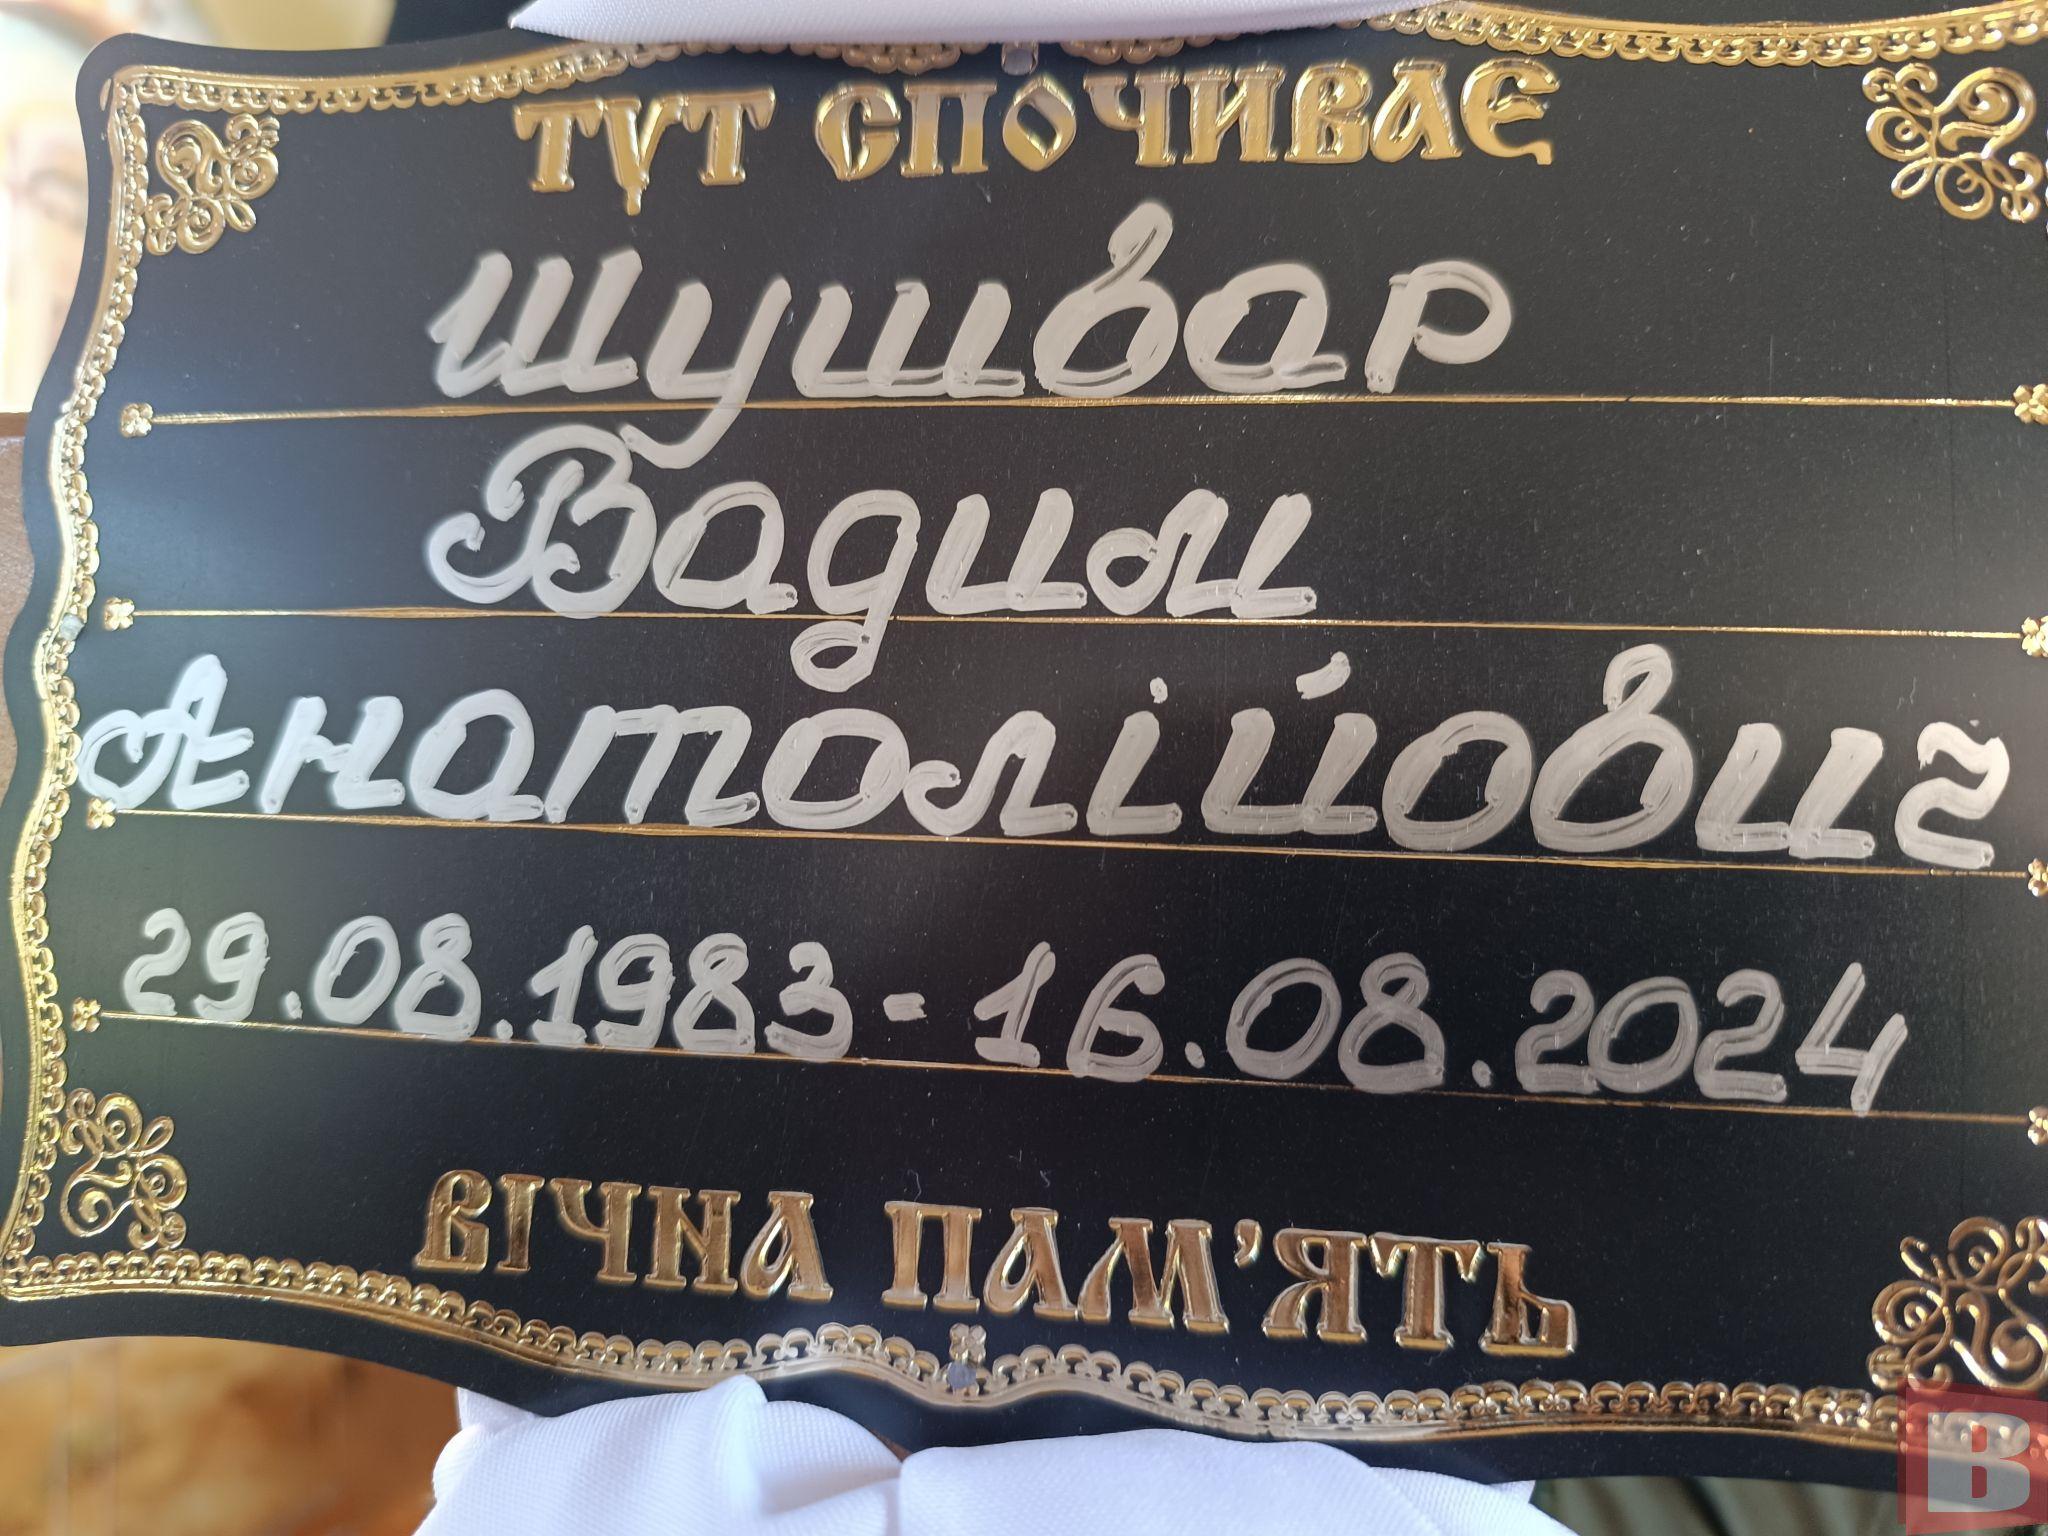 ТУТ СПОЧИВАЄ
Шушвар
Вадим
Анатолійович
29.08.1983-16.08.2024
ВІЧНА ПАМ'ЯТЬ
В